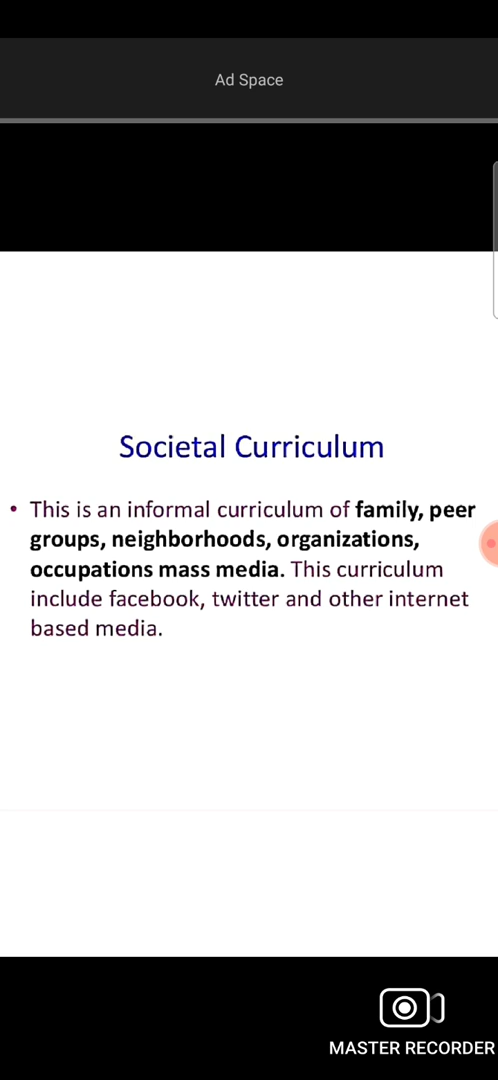 Ad Space
Societal Curriculum
• This is an informal curriculum of family, peer
groups, neighborhoods, organizations,
occupations mass media. This curriculum
include facebook, twitter and other internet
based media.
MASTER RECORDER